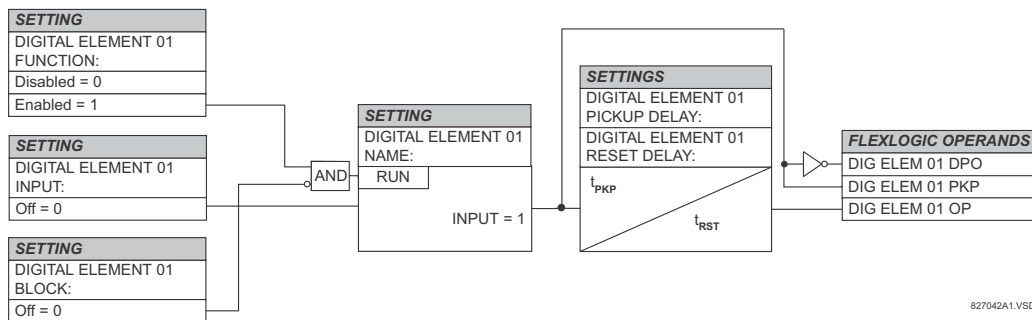 SETTING
DIGITAL ELEMENT 01
FUNCTION:
Disabled = 0
Enabled = 1
SETTING
DIGITAL ELEMENT 01
INPUT:
Off = 0
SETTING
DIGITAL ELEMENT 01
BLOCK:
Off = 0
AND
SETTING
DIGITAL ELEMENT 01
NAME:
RUN
INPUT = 1
SETTINGS
DIGITAL ELEMENT 01
PICKUP DELAY:
DIGITAL ELEMENT 01
RESET DELAY:
tPKP
tRST
FLEXLOGIC OPERANDS
DIG ELEM 01 DPO
DIG ELEM 01 PKP
DIG ELEM 01 OP
827042A1.VSD